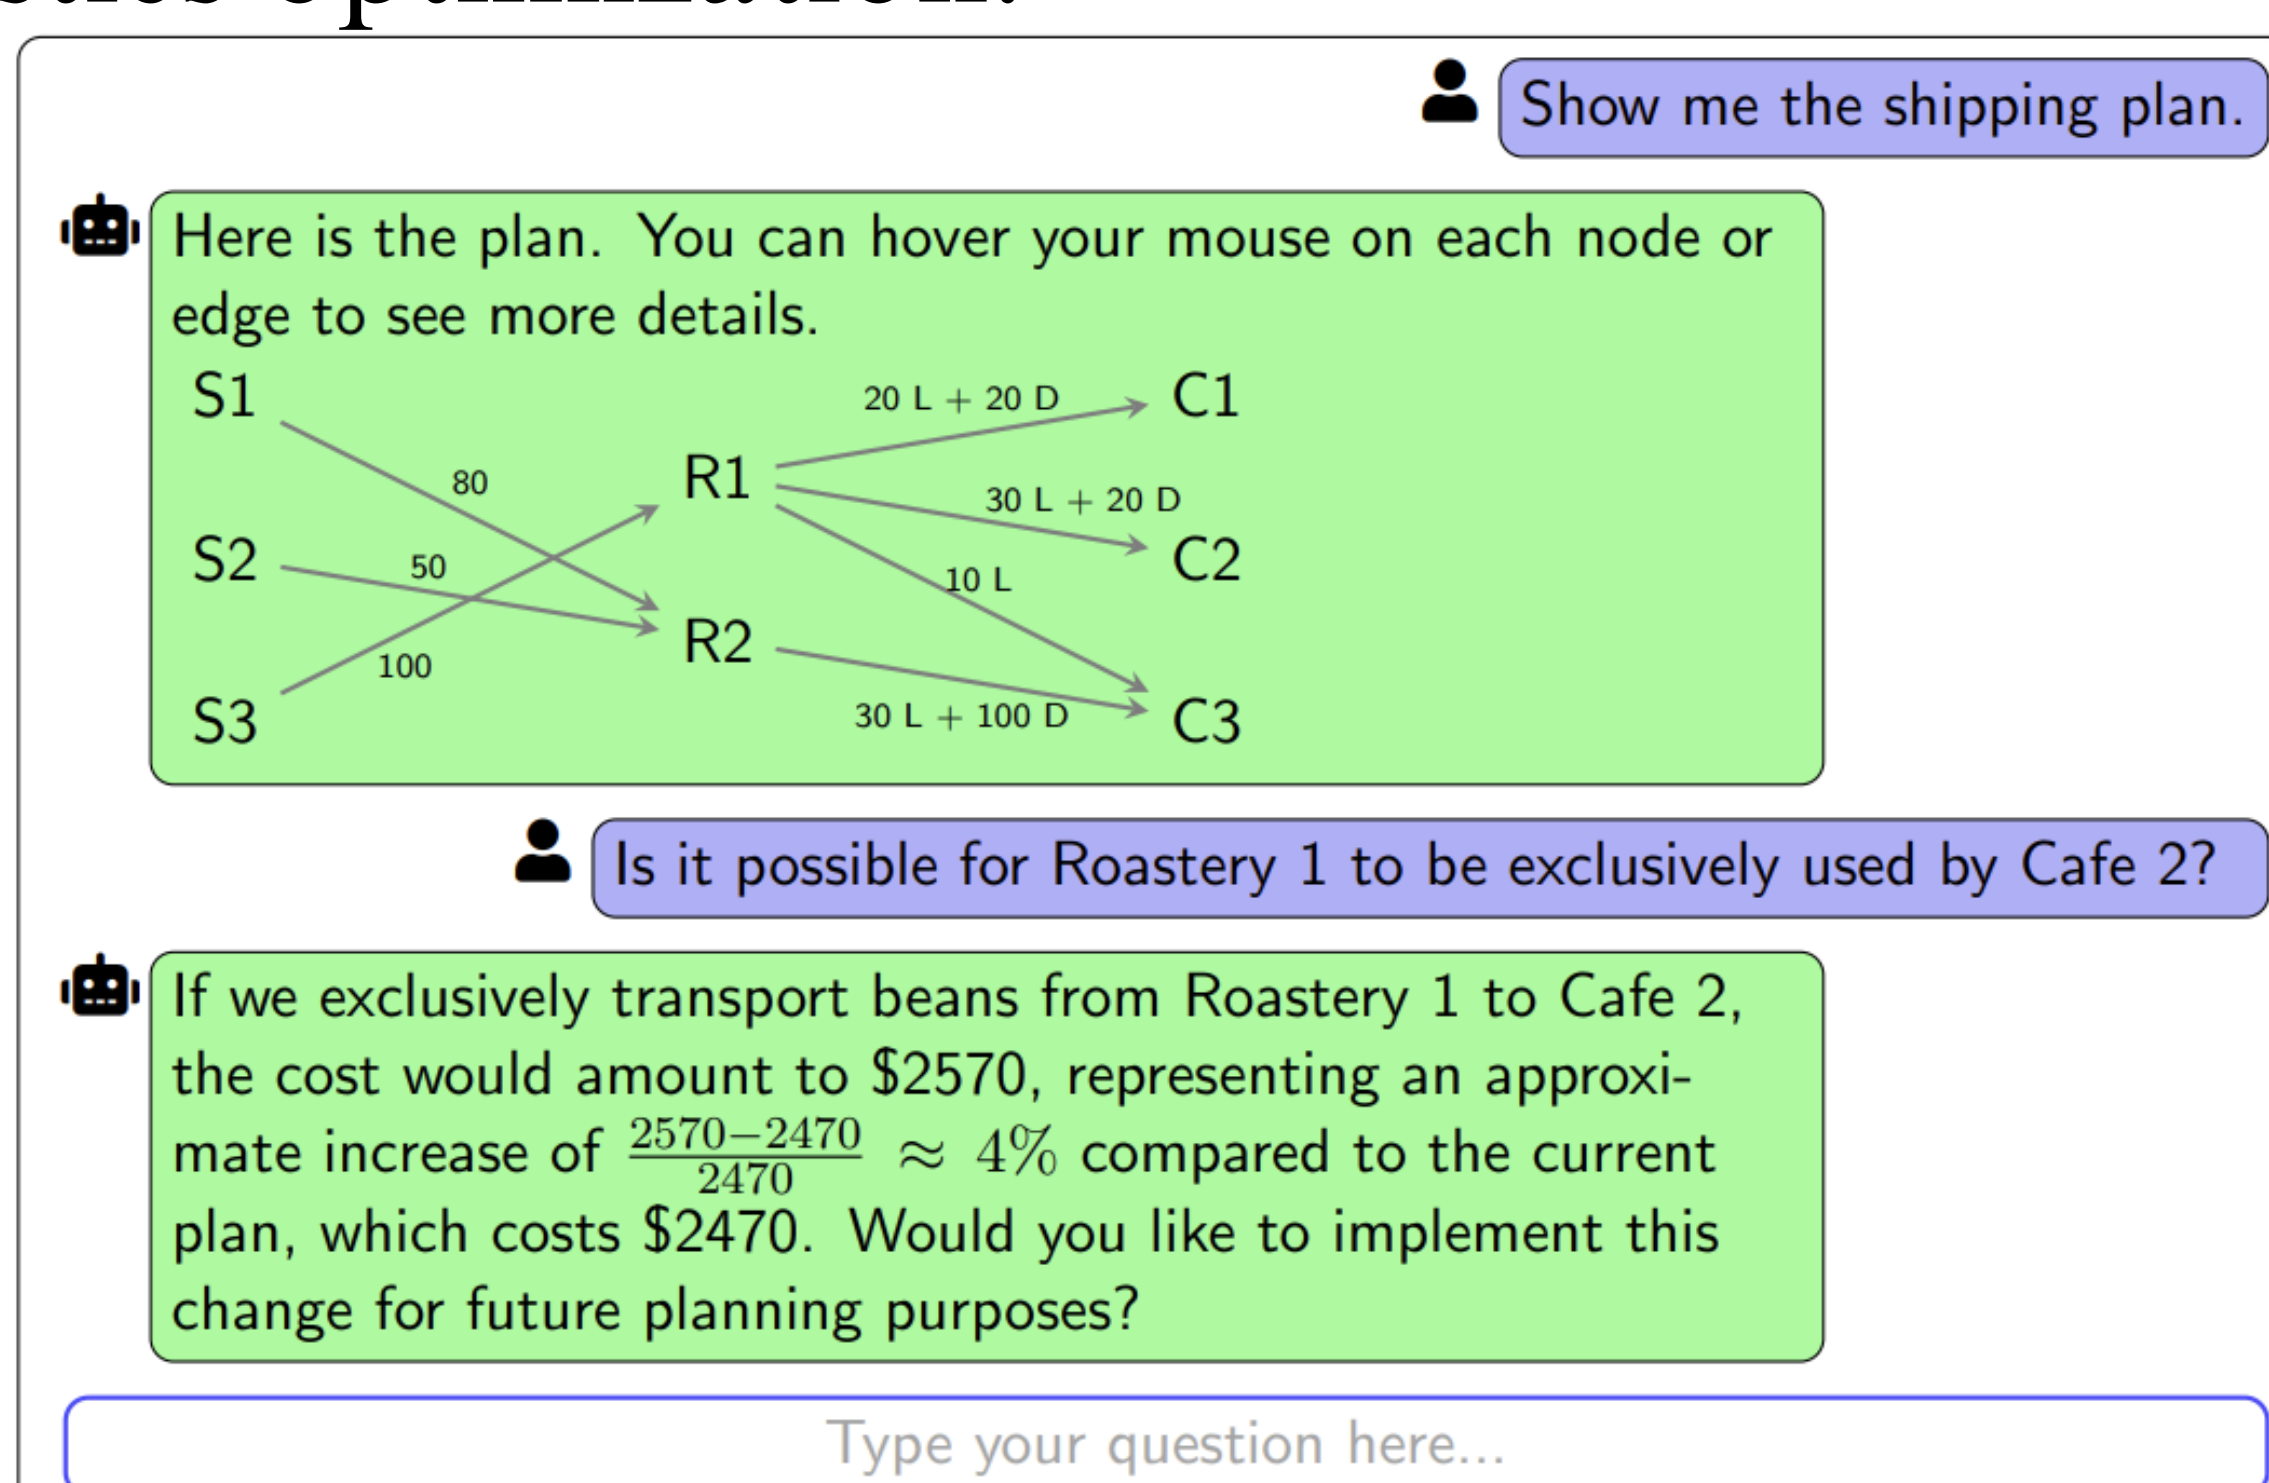 optimization.
Show me the shipping plan.
Here is the plan. You can hover your mouse on each node or
edge to see more details.
S1
20 L + 20 D
C1
80
R1
30 L + 20 D
S2
50
C2
10 L
R2
100
S3
30 L + 100 D
C3
Is it possible for Roastery 1 to be exclusively used by Cafe 2?
If we exclusively transport beans from Roastery 1 to Cafe 2,
the cost would amount to $2570, representing an approxi-
mate increase of \frac{2570−2470}{2470} ≈ 4% compared to the current
plan, which costs $2470. Would you like to implement this
change for future planning purposes?
Type your question here...